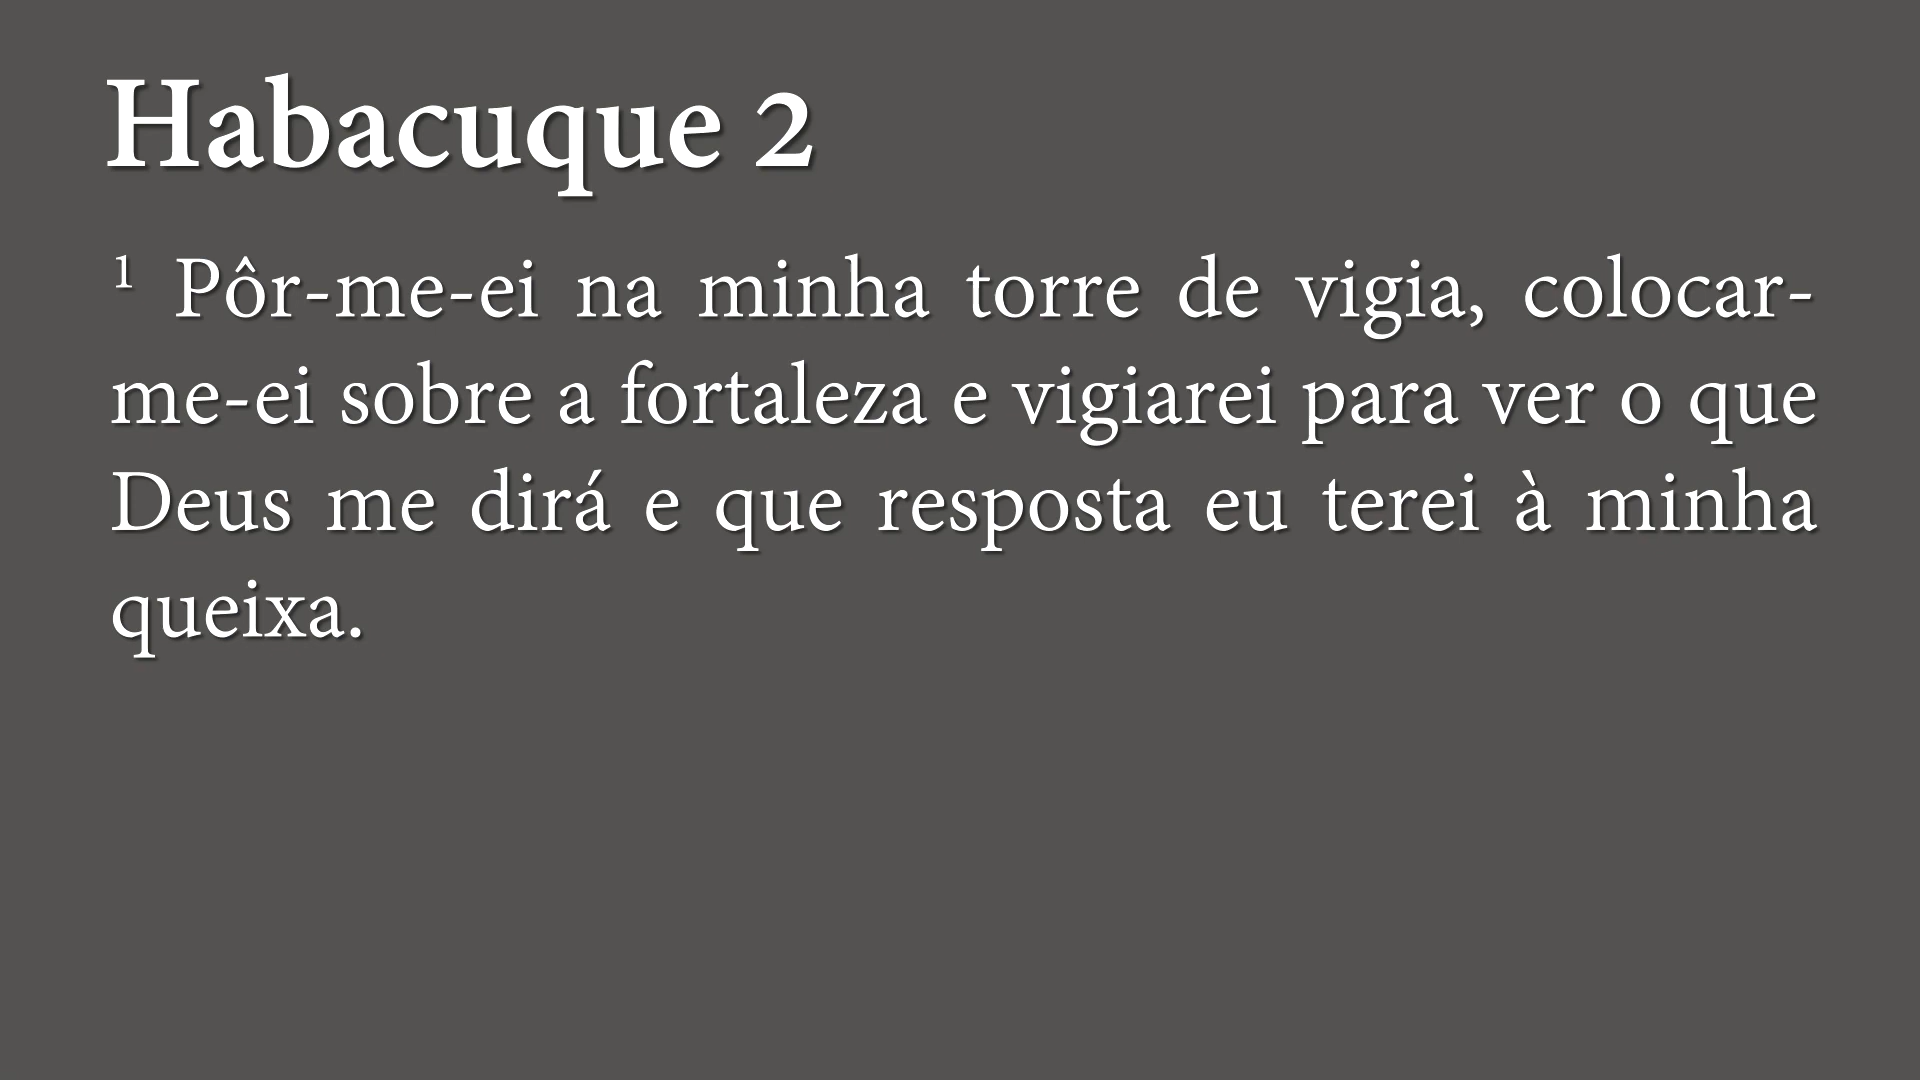 Habacuque 2
¹ Pôr-me-ei na minha torre de vigia, colocar-
me-ei sobre a fortaleza e vigiarei para ver o que
Deus me dirá e que resposta eu terei à minha
queixa.